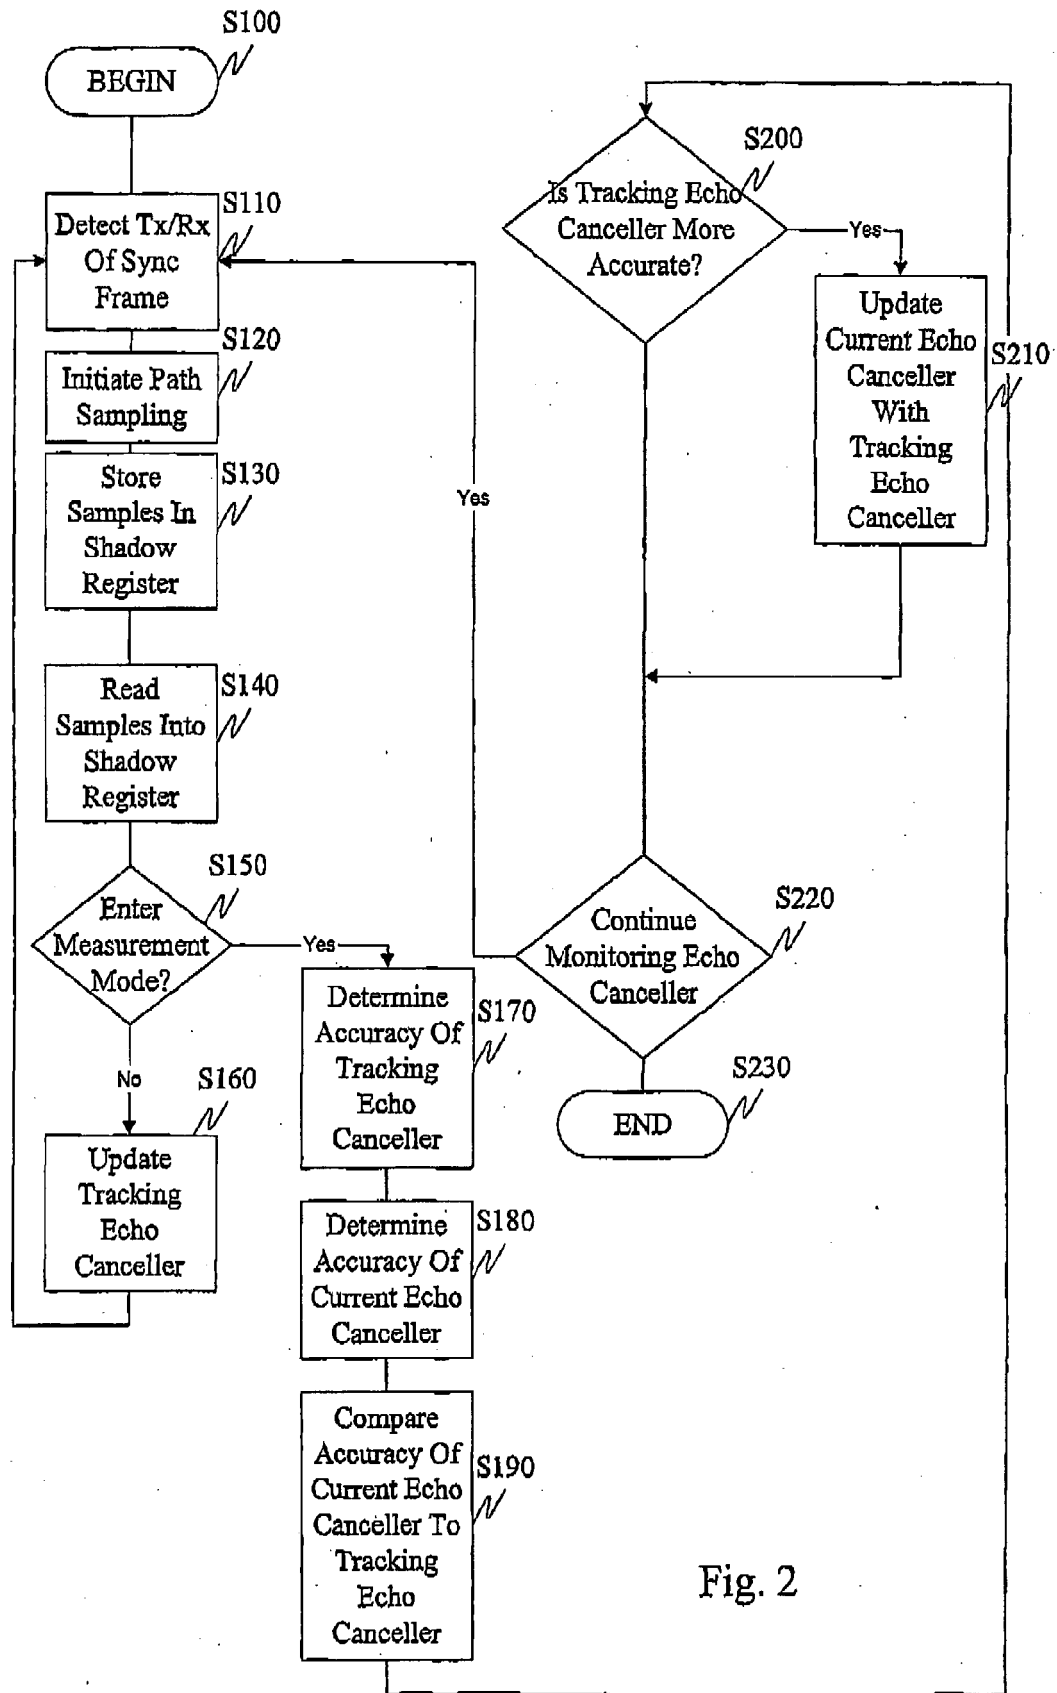 S100
BEGIN
S110
Detect Tx/Rx
Of Sync
Frame
S120
Initiate Path
Sampling
S130
Store
Samples In
Shadow
Register
S140
Read
Samples Into
Shadow
Register
S150
Enter
Measurement
Mode?
Yes
No
S160
Update
Tracking
Echo
Canceller
S170
Determine
Accuracy Of
Tracking
Echo
Canceller
S180
Determine
Accuracy Of
Current Echo
Canceller
S190
Compare
Accuracy Of
Current Echo
Canceller To
Tracking
Echo
Canceller
S200
Is Tracking Echo
Canceller More
Accurate?
Yes
S210
Update
Current Echo
Canceller
With
Tracking
Echo
Canceller
S220
Continue
Monitoring Echo
Canceller
Yes
S230
END
Fig. 2